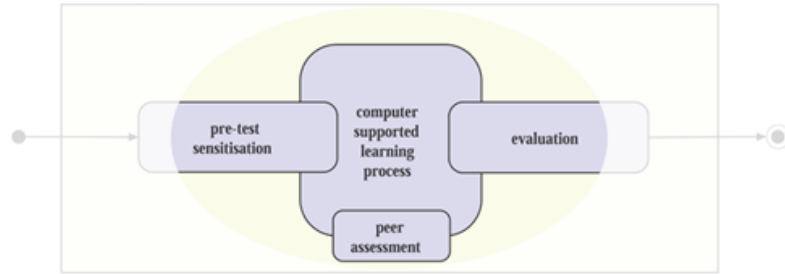 pre-test
sensitisation
computer
supported
learning
process
evaluation
peer
assessment